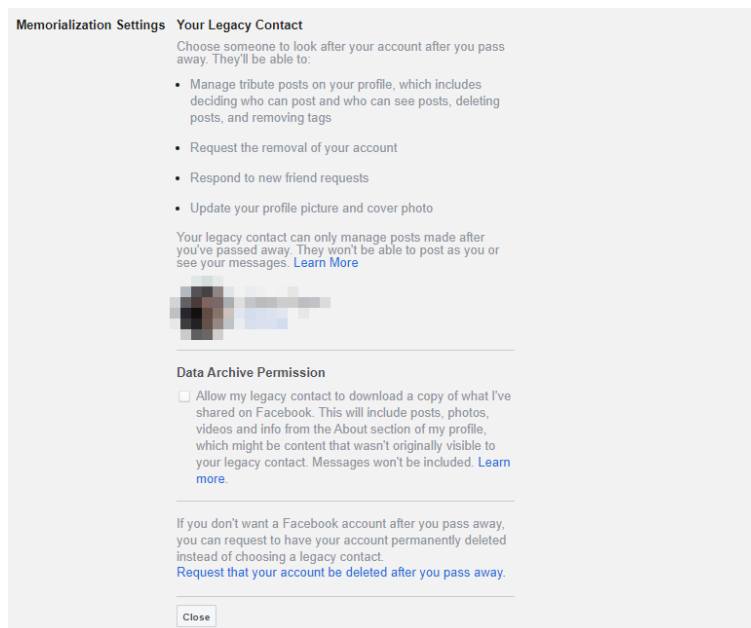 Memorialization Settings Your Legacy Contact
Choose someone to look after your account after you pass
away. They'll be able to:
Manage tribute posts on your profile, which includes
deciding who can post and who can see posts, deleting
posts, and removing tags
Request the removal of your account
Respond to new friend requests
Update your profile picture and cover photo
Your legacy contact can only manage posts made after
you've passed away. They won't be able to post as you or
see your messages. Learn More
Data Archive Permission
Allow my legacy contact to download a copy of what I've
shared on Facebook. This will include posts, photos,
videos and info from the About section of my profile,
which might be content that wasn't originally visible to
your legacy contact. Messages won't be included. Learn
more.
If you don't want a Facebook account after you pass away,
you can request to have your account permanently deleted
instead of choosing a legacy contact.
Request that your account be deleted after you pass away.
Close